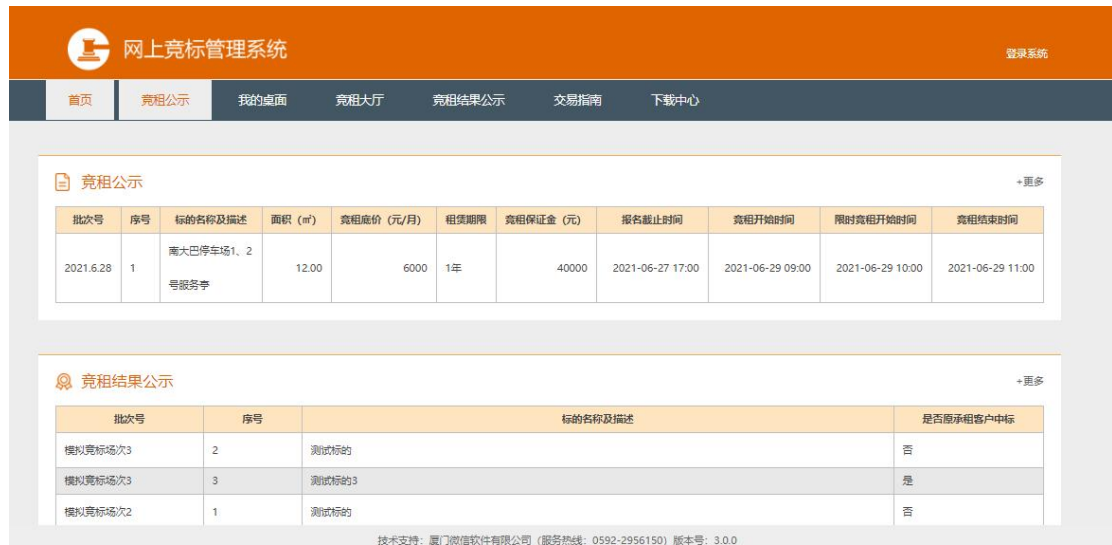 网上竞标管理系统
登录系统
首页 竞租公示 我的桌面 竞租大厅 竞租结果公示 交易指南 下载中心
竞租公示 +更多
批次号 序号 标的名称及描述 面积（㎡） 竞租底价（元/月） 租赁期限 竞租保证金（元） 报名截止时间 竞租开始时间 限时竞租开始时间 竞租结束时间
南大巴停车场1、2
2021.6.28 1 12.00 6000 1年 40000 2021-06-27 17:00 2021-06-29 09:00 2021-06-29 10:00 2021-06-29 11:00
号服务亭
竞租结果公示 +更多
批次号 序号 标的名称及描述 是否原承租客户中标
模拟竞标场次3 2 测试标的 否
模拟竞标场次3 3 测试标的3 是
模拟竞标场次2 1 测试标的 否
技术支持：厦门微信软件有限公司（服务热线：0592-2956150）版本号：3.0.0